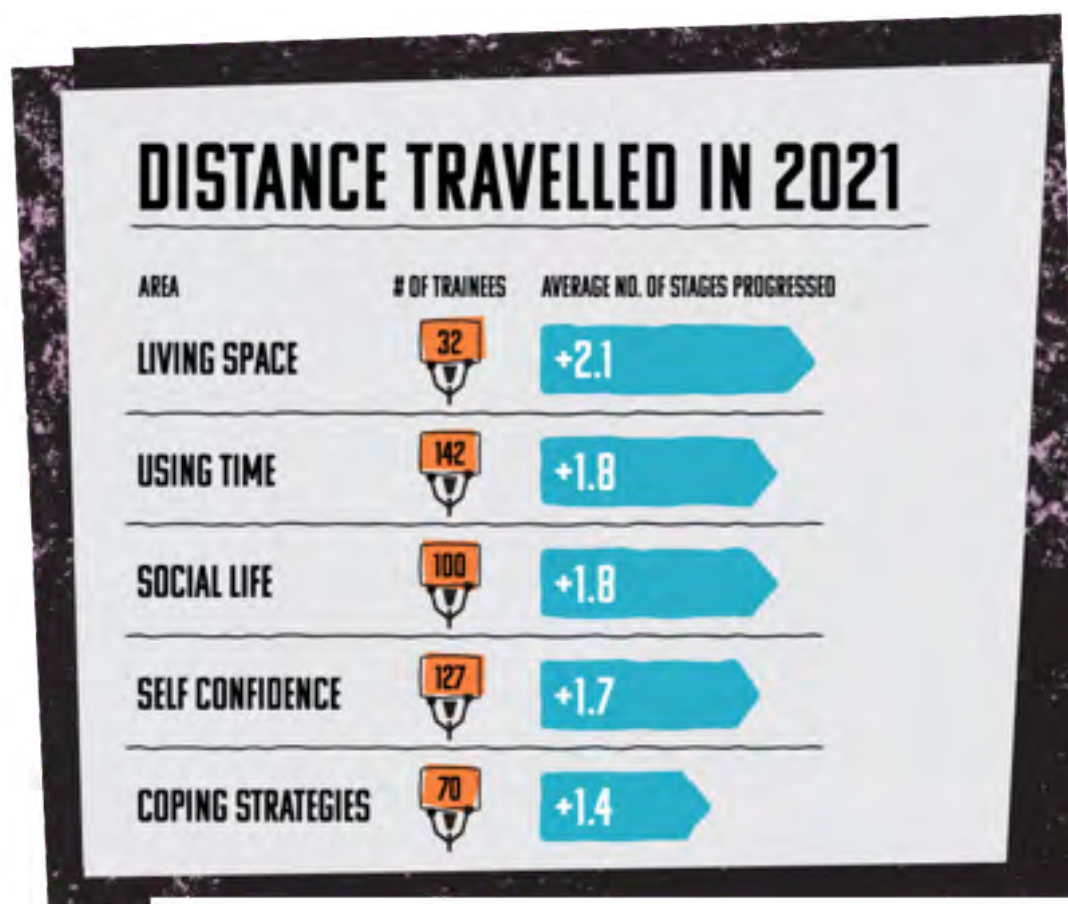 DISTANCE TRAVELLED IN 2021
AREA # OF TRAINEES AVERAGE NO. OF STAGES PROGRESSED
LIVING SPACE 32 +2.1
USING TIME 142 +1.8
SOCIAL LIFE 100 +1.8
SELF CONFIDENCE 127 +1.7
COPING STRATEGIES 70 +1.4